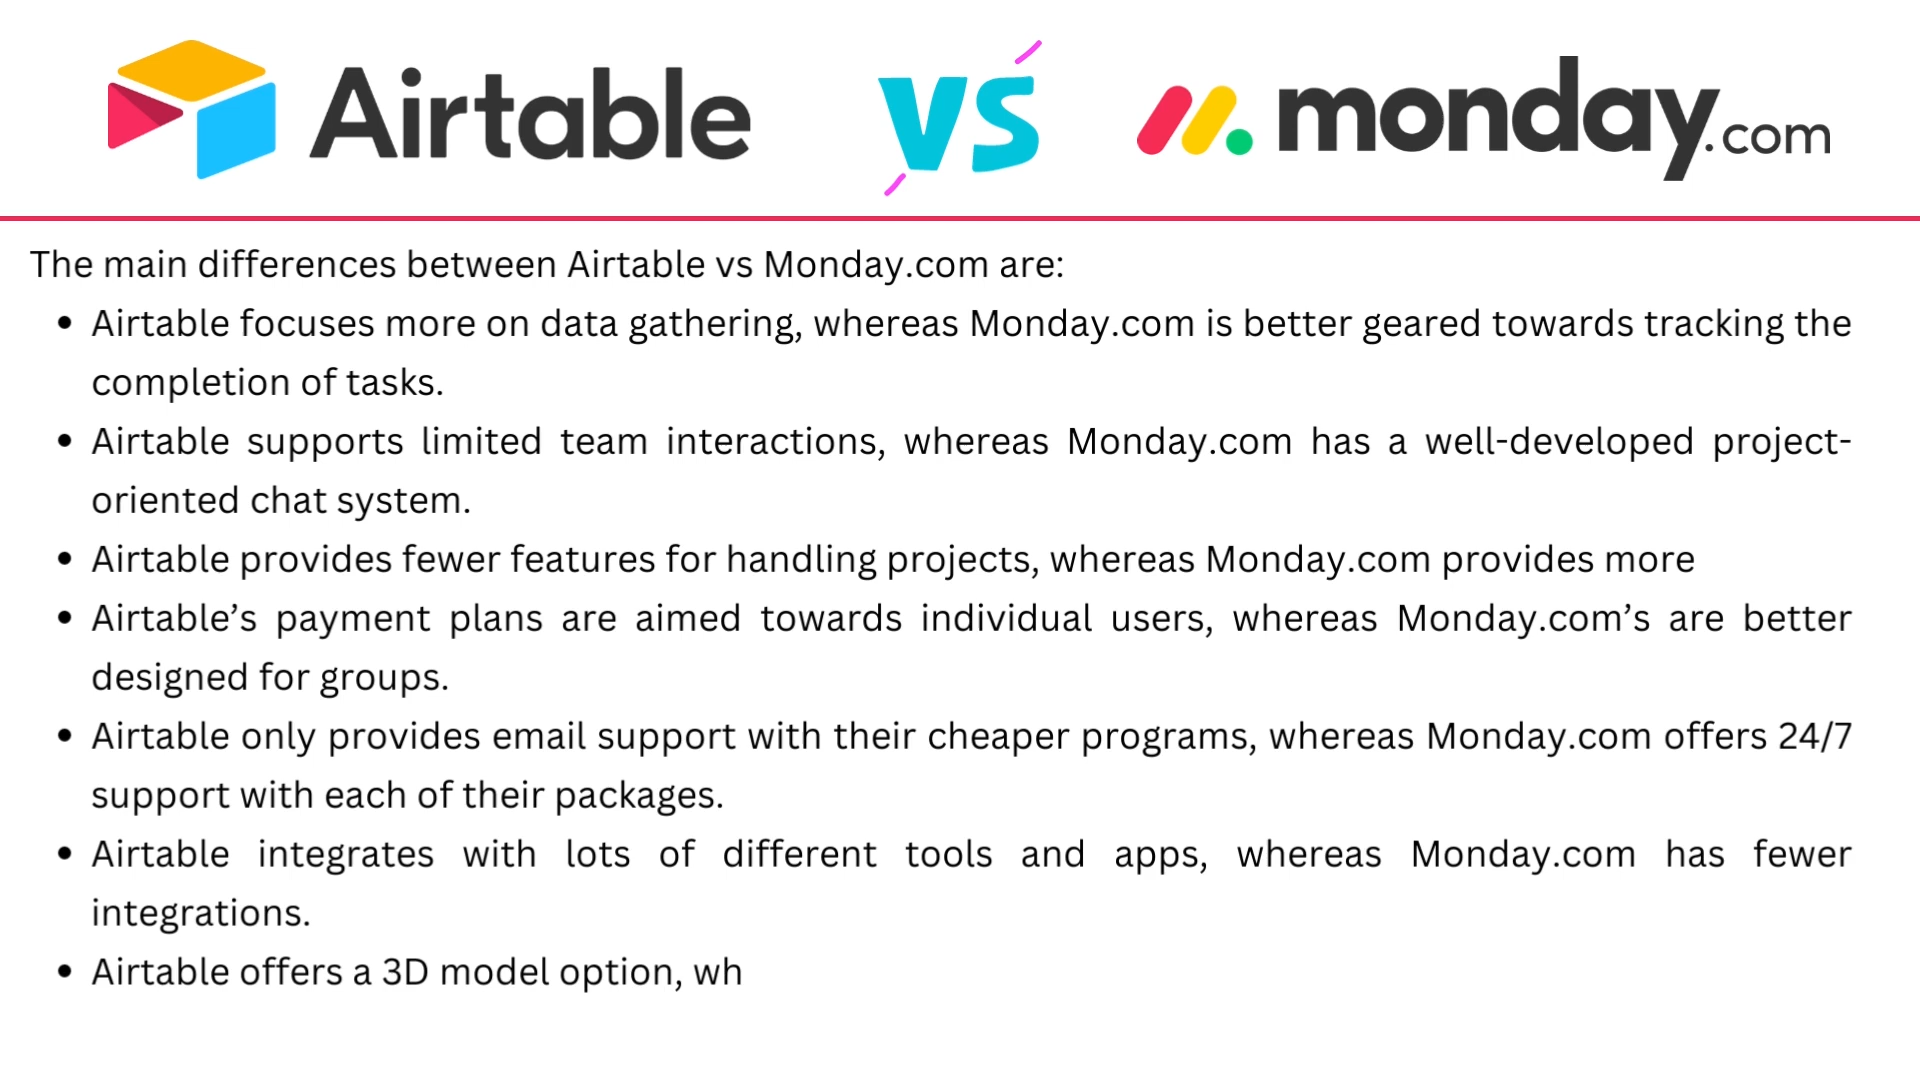 Airtable VS monday.com
The main differences between Airtable vs Monday.com are:
• Airtable focuses more on data gathering, whereas Monday.com is better geared towards tracking the
completion of tasks.
• Airtable supports limited team interactions, whereas Monday.com has a well-developed project-
oriented chat system.
• Airtable provides fewer features for handling projects, whereas Monday.com provides more
• Airtable’s payment plans are aimed towards individual users, whereas Monday.com’s are better
designed for groups.
• Airtable only provides email support with their cheaper programs, whereas Monday.com offers 24/7
support with each of their packages.
• Airtable integrates with lots of different tools and apps, whereas Monday.com has fewer
integrations.
• Airtable offers a 3D model option, wh